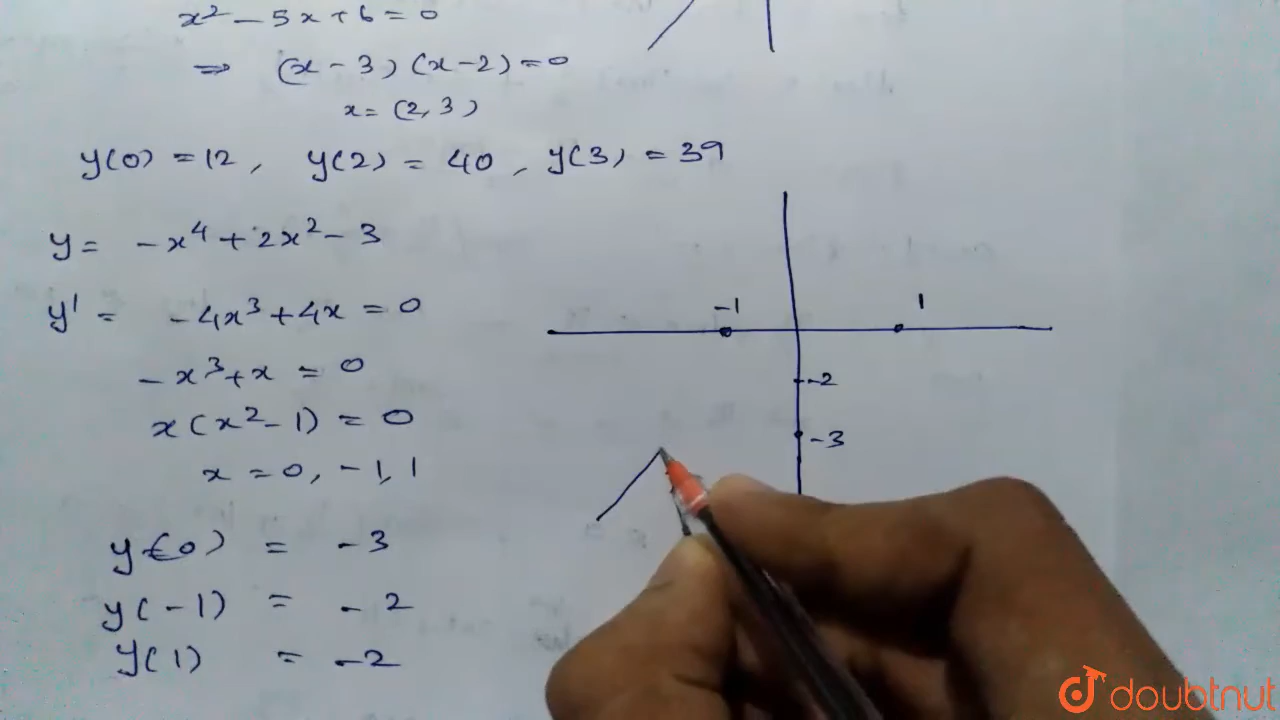 x² - 5x + 6 = 0
⇒ (x - 3) (x - 2) = 0
x = (2, 3)
y(0) = 12, y(2) = 40, y(3) = 39
y = -x⁴ + 2x² - 3
y' = -4x³ + 4x = 0
-x³ + x = 0
x(x² - 1) = 0
x = 0, -1, 1
y(0) = -3
y(-1) = -2
y(1) = -2
-1 1
-2
-3
doubtnut